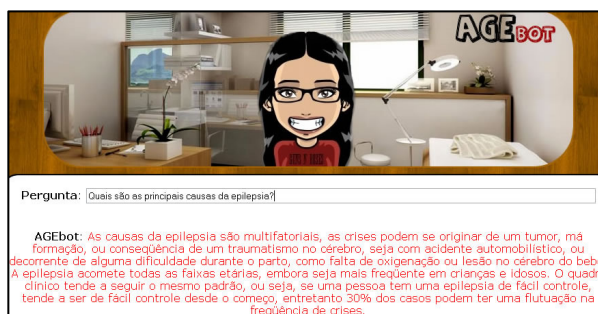 AGEBOT
Pergunta: Quais são as principais causas da epilepsia?
AGEbot: As causas da epilepsia são multifatoriais, as crises podem se originar de um tumor, má
formação, ou conseqüência de um traumatismo no cérebro, seja com acidente automobilístico, ou
decorrente de alguma dificuldade durante o parto, como falta de oxigenação ou lesão no cérebro do bebê
A epilepsia acomete todas as faixas etárias, embora seja mais freqüente em crianças e idosos. O quadr
clínico tende a seguir o mesmo padrão, ou seja, se uma pessoa tem uma epilepsia de fácil controle,
tende a ser de fácil controle desde o começo, entretanto 30% dos casos podem ter uma flutuação na
freqüência de crises.